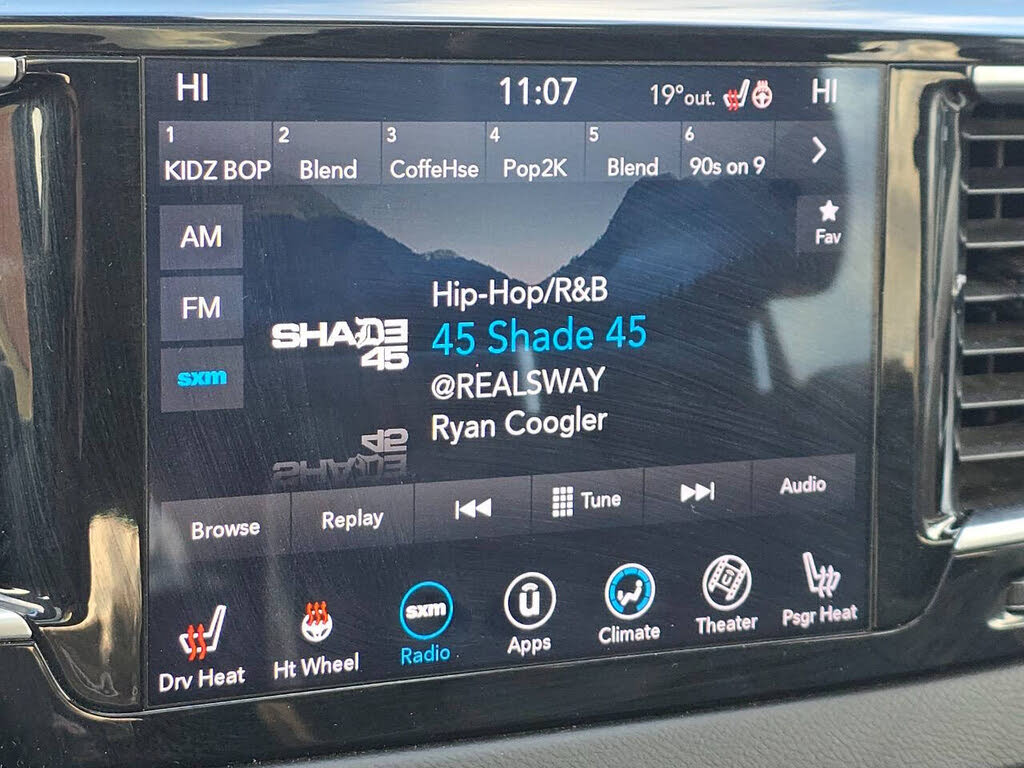 HI 11:07 19°out. HI
1 KIDZ BOP
2 Blend
3 CoffeHse
4 Pop2K
5 Blend
6 90s on 9
Fav
AM
FM
sxm
SHADE
45
Hip-Hop/R&B
45 Shade 45
@REALSWAY
Ryan Coogler
Browse Replay Tune Audio
Drv Heat
Ht Wheel
sxm
Radio
ū
Apps
Climate
Theater
Psgr Heat